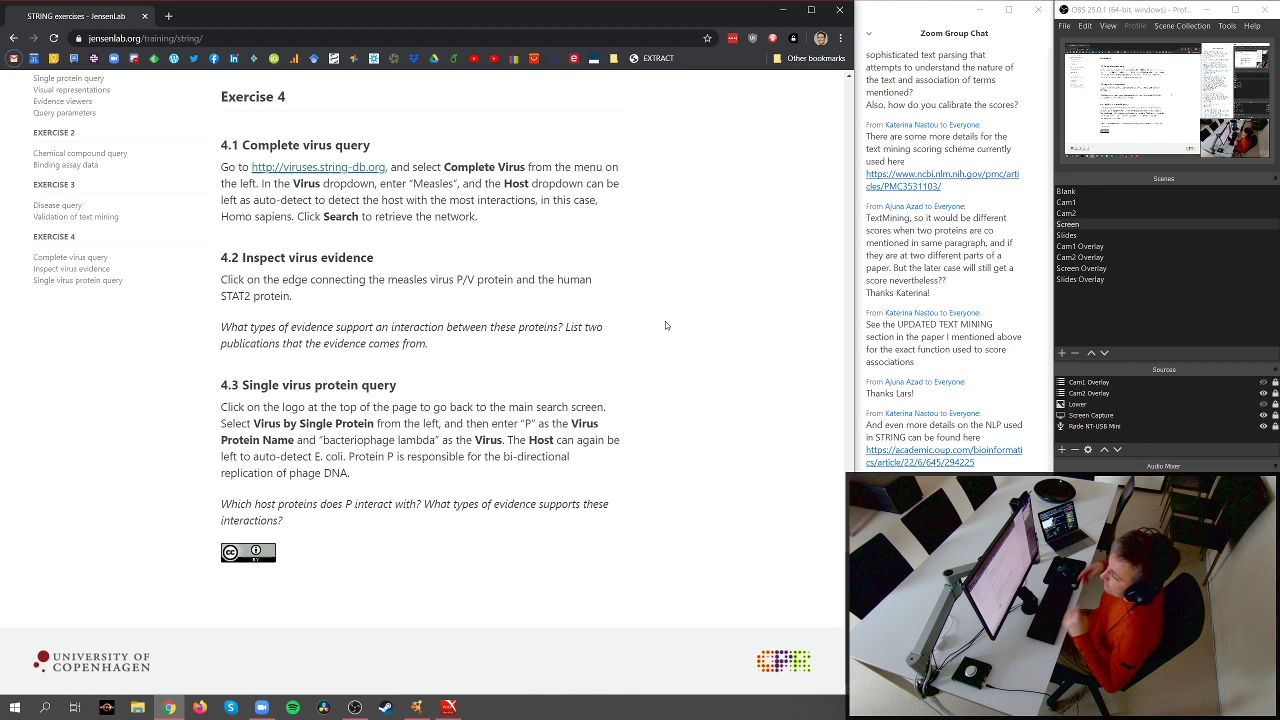 STRING exercises - JensenLab
jensenlab.org/training/string/
EXTRACT
Other bookmarks
Single protein query
Visual representations
Evidence viewers
Query parameters
EXERCISE 2
Chemical compound query
Binding assay data
EXERCISE 3
Disease query
Validation of text mining
EXERCISE 4
Complete virus query
Inspect virus evidence
Single virus protein query
Exercise 4
4.1 Complete virus query
Go to http://viruses.string-db.org, and select Complete Virus from the menu on
the left. In the Virus dropdown, enter “Measles”, and the Host dropdown can be
left as auto-detect to detect the host with the most interactions, in this case,
Homo sapiens. Click Search to retrieve the network.
4.2 Inspect virus evidence
Click on the edge connecting the measles virus P/V protein and the human
STAT2 protein.
What types of evidence support an interaction between these proteins? List two
publications that the evidence comes from.
4.3 Single virus protein query
Click on the logo at the top the page to go back to the main search screen.
Select Virus by Single Protein from the left, and then enter “P” as the Virus
Protein Name and “bacteriophage lambda” as the Virus. The Host can again be
left to auto-detect E. coli. Protein P is responsible for the bi-directional
replication of phage DNA.
Which host proteins does P interact with? What types of evidence supports these
interactions?
CC
BY
UNIVERSITY OF
COPENHAGEN
CPR
Zoom Group Chat
sophisticated text parsing that
attempts to understand the nature of
the text and association of terms
mentioned?
Also, how do you calibrate the scores?
From Katerina Nastou to Everyone:
There are some more details for the
text mining scoring scheme currently
used here
https://www.ncbi.nlm.nih.gov/pmc/arti
cles/PMC3531103/
From Ajuna Azad to Everyone:
TextMining, so it would be different
scores when two proteins are co
mentioned in same paragraph, and if
they are at two different parts of a
paper. But the later case will still get a
score nevertheless??
Thanks Katerina!
From Katerina Nastou to Everyone:
See the UPDATED TEXT MINING
section in the paper I mentioned above
for the exact function used to score
associations
From Ajuna Azad to Everyone:
Thanks Lars!
From Katerina Nastou to Everyone:
And even more details on the NLP used
in STRING can be found here
https://academic.oup.com/bioinformati
cs/article/22/6/645/294225
OBS 25.0.1 (64-bit, windows) - Prof...
File Edit View Profile Scene Collection Tools Help
Scenes
Blank
Cam1
Cam2
Screen
Slides
Cam1 Overlay
Cam2 Overlay
Screen Overlay
Slides Overlay
Sources
Cam1 Overlay
Cam2 Overlay
Lower
Screen Capture
Røde NT-USB Mini
Audio Mixer